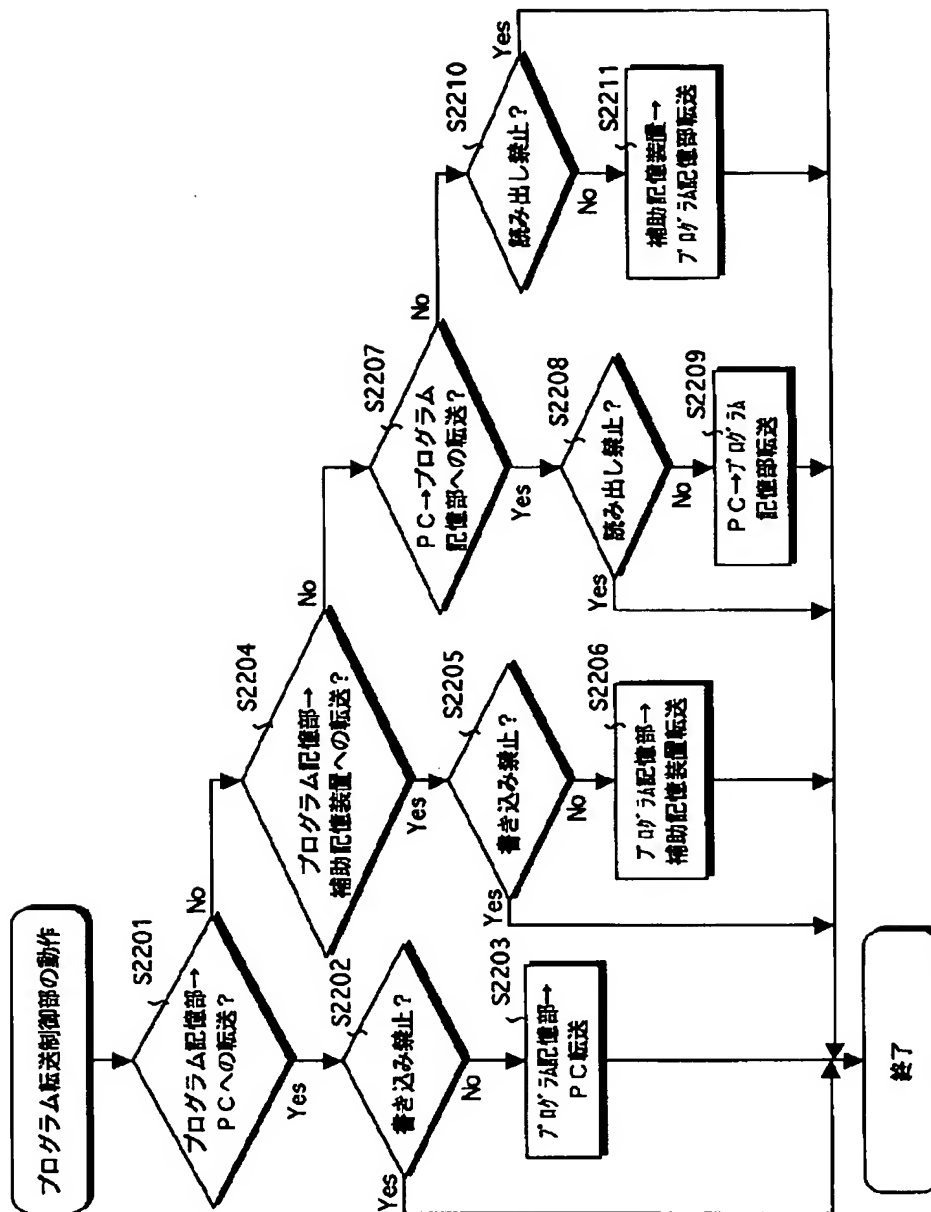 プログラム転送制御部の動作
S2201
プログラム記憶部→
PCへの転送?
No
Yes
S2202
書き込み禁止?
Yes
No
S2203
プログラム記憶部→
PC転送
S2204
プログラム記憶部→
補助記憶装置への転送?
No
Yes
S2205
書き込み禁止?
Yes
No
S2206
プログラム記憶部→
補助記憶装置転送
S2207
PC→プログラム
記憶部への転送?
No
Yes
S2208
読み出し禁止?
Yes
No
S2209
PC→プログラム
記憶部転送
S2210
読み出し禁止?
Yes
No
S2211
補助記憶装置→
プログラム記憶部転送
終了